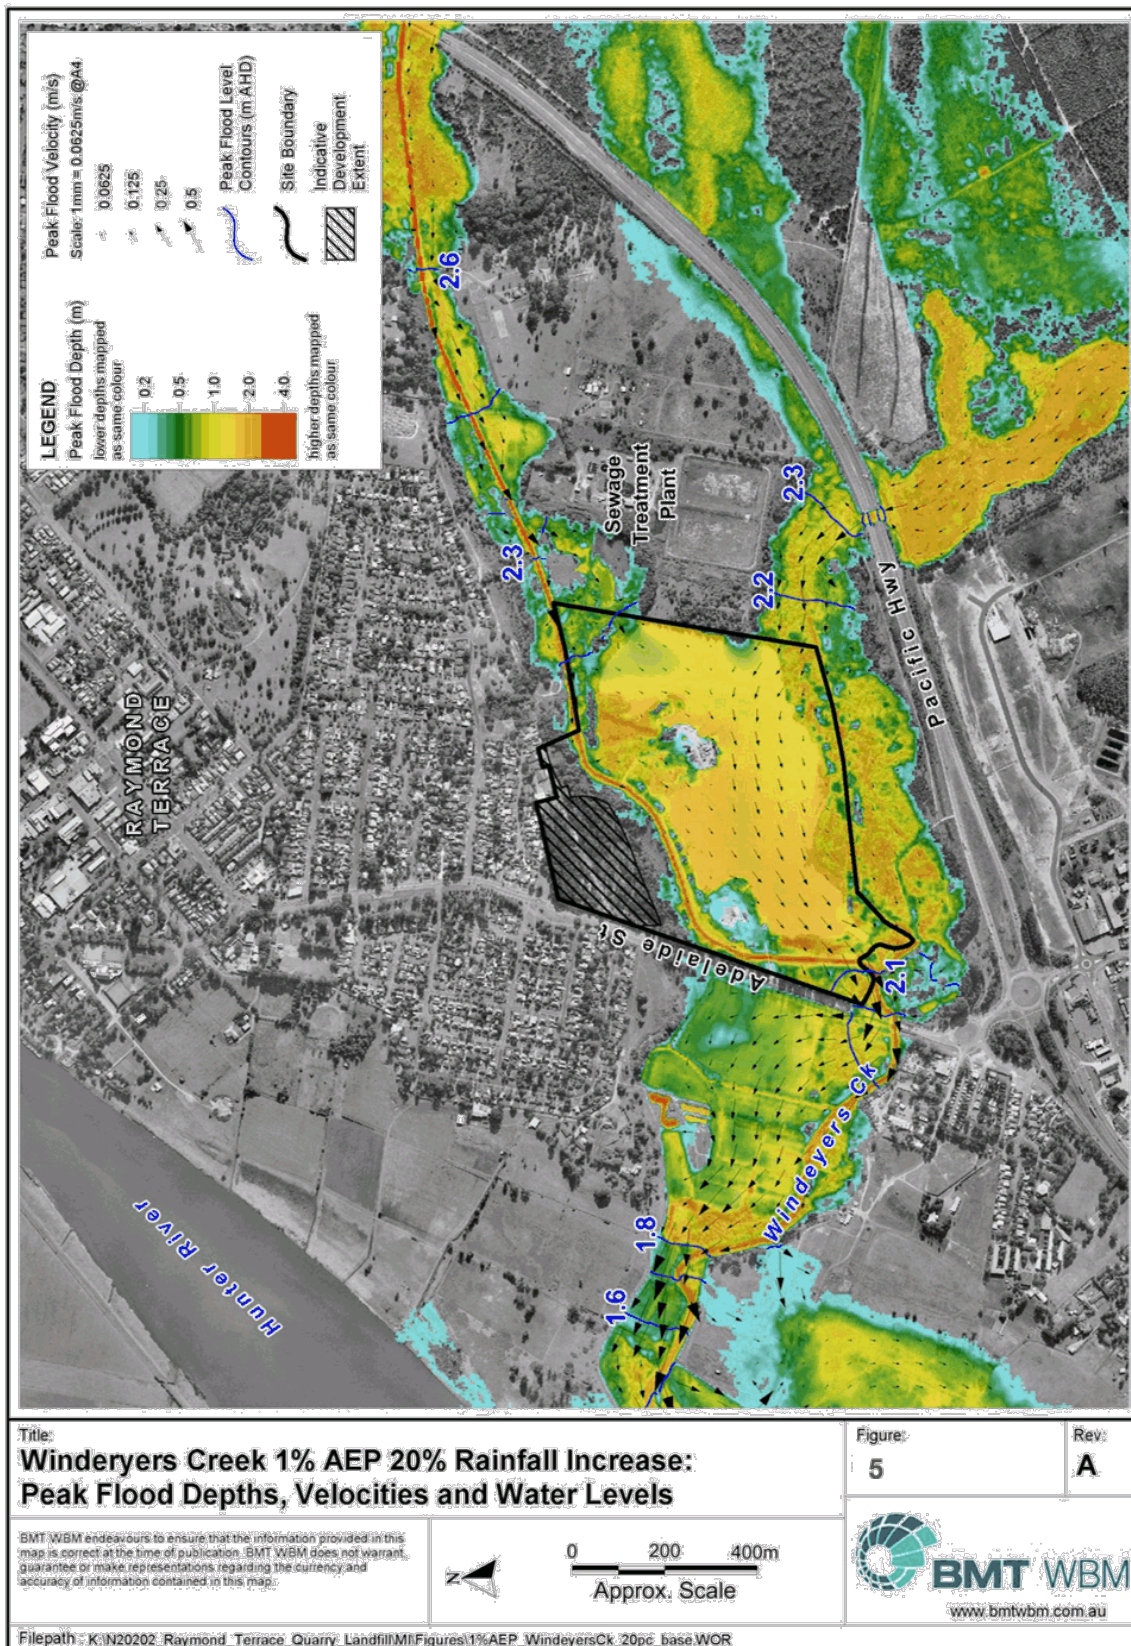 LEGEND
Peak Flood Depth (m)
lower depths mapped
as same colour
0.2
0.5
1.0
2.0
4.0
higher depths mapped
as same colour
Peak Flood Velocity (m/s)
Scale: 1mm = 0.0625m/s @A4
0.0625
0.125
0.25
0.5
Peak Flood Level
Contours (m AHD)
Site Boundary
Indicative
Development
Extent
2.6
RAYMOND
TERRACE
Sewage
Treatment
Plant
2.3
2.3
2.2
Pacific Hwy
Adelaide St
2.1
Windeyers Ck
Hunter River
1.8
1.6
Title:
Winderyers Creek 1% AEP 20% Rainfall Increase:
Peak Flood Depths, Velocities and Water Levels
Figure:
5
Rev:
A
BMT WBM endeavours to ensure that the information provided in this
map is correct at the time of publication. BMT WBM does not warrant,
guarantee or make representations regarding the currency and
accuracy of information contained in this map.
N
0 200 400m
Approx. Scale
BMT WBM
www.bmtwbm.com.au
Filepath : K:\N20202_Raymond_Terrace_Quarry_Landfill\MI\Figures\1%AEP_WindeyersCk_20pc_base.WOR